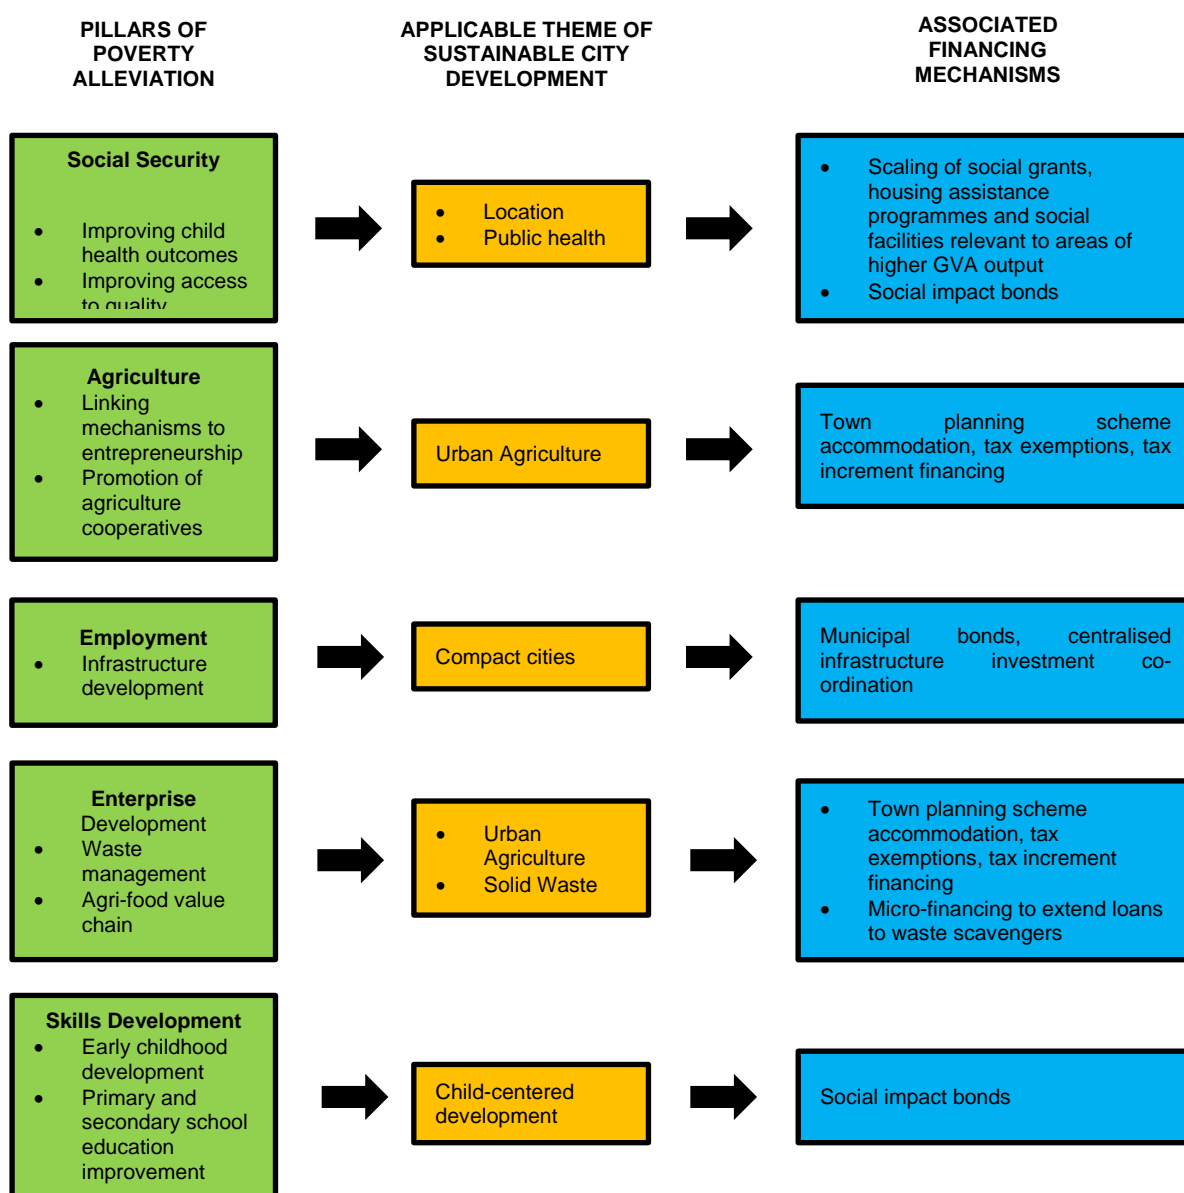 PILLARS OF
POVERTY
ALLEVIATION
APPLICABLE THEME OF
SUSTAINABLE CITY
DEVELOPMENT
ASSOCIATED
FINANCING
MECHANISMS
Social Security
• Improving child
health outcomes
• Improving access
to quality
• Location
• Public health
• Scaling of social grants,
housing assistance
programmes and social
facilities relevant to areas of
higher GVA output
• Social impact bonds
Agriculture
• Linking
mechanisms to
entrepreneurship
• Promotion of
agriculture
cooperatives
Urban Agriculture
Town planning scheme
accommodation, tax exemptions, tax
increment financing
Employment
• Infrastructure
development
Compact cities
Municipal bonds, centralised
infrastructure investment co-
ordination
Enterprise
Development
• Waste
management
• Agri-food value
chain
• Urban
Agriculture
• Solid Waste
• Town planning scheme
accommodation, tax
exemptions, tax increment
financing
• Micro-financing to extend loans
to waste scavengers
Skills Development
• Early childhood
development
• Primary and
secondary school
education
improvement
Child-centered
development
Social impact bonds